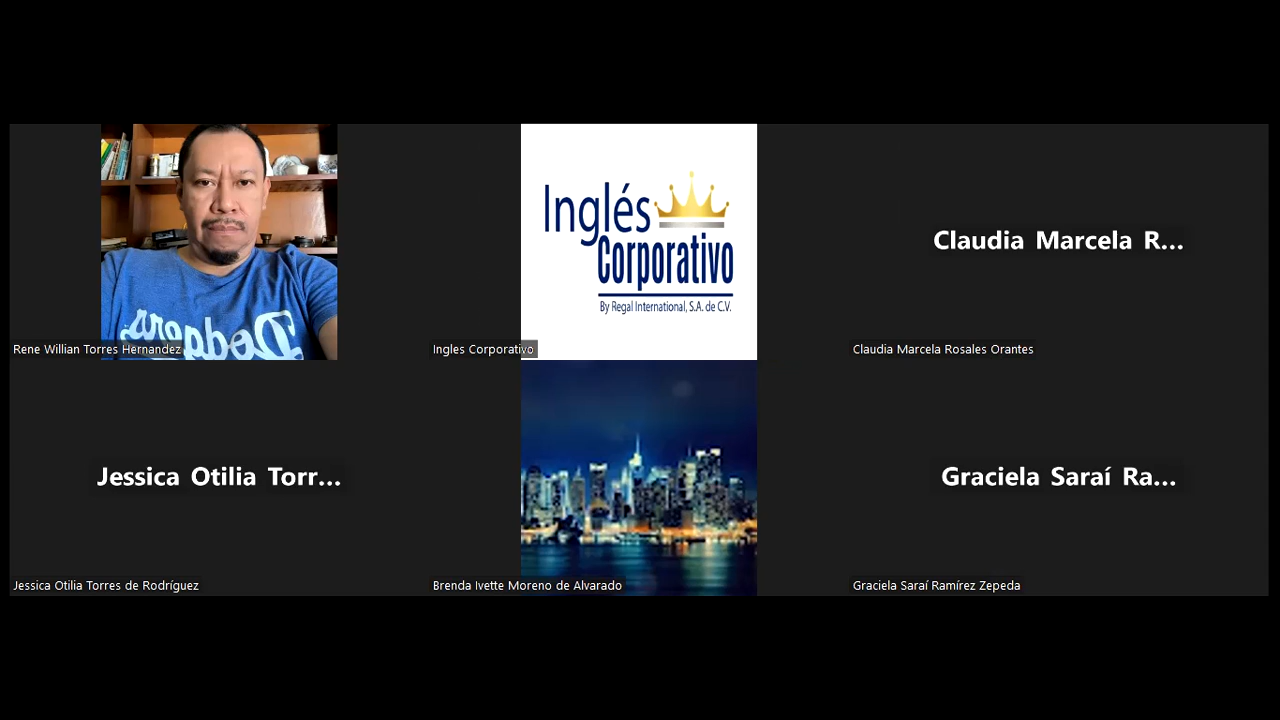 Dodgers
Rene Willian Torres Hernandez
Inglés
Corporativo
By Regal International, S.A. de C.V.
Ingles Corporativo
Claudia Marcela R...
Claudia Marcela Rosales Orantes
Jessica Otilia Torr...
Jessica Otilia Torres de Rodríguez
Brenda Ivette Moreno de Alvarado
Graciela Saraí Ra...
Graciela Saraí Ramírez Zepeda